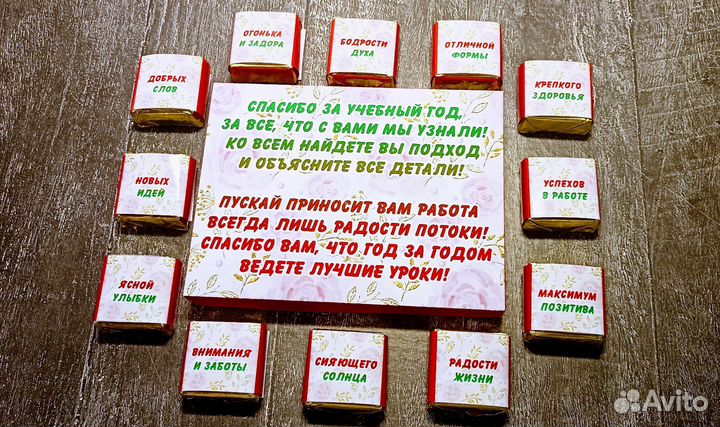 ОГОНЬКА
И ЗАДОРА
БОДРОСТИ
ДУХА
ОТЛИЧНОЙ
ФОРМЫ
ДОБРЫХ
СЛОВ
КРЕПКОГО
ЗДОРОВЬЯ
СПАСИБО ЗА УЧЕБНЫЙ ГОД,
ЗА ВСЕ, ЧТО С ВАМИ МЫ УЗНАЛИ!
КО ВСЕМ НАЙДЕТЕ ВЫ ПОДХОД
И ОБЪЯСНИТЕ ВСЕ ДЕТАЛИ!
ПУСКАЙ ПРИНОСИТ ВАМ РАБОТА
ВСЕГДА ЛИШЬ РАДОСТИ ПОТОКИ!
СПАСИБО ВАМ, ЧТО ГОД ЗА ГОДОМ
ВЕДЕТЕ ЛУЧШИЕ УРОКИ!
НОВЫХ
ИДЕЙ
УСПЕХОВ
В РАБОТЕ
ЯСНОЙ
УЛЫБКИ
МАКСИМУМ
ПОЗИТИВА
ВНИМАНИЯ
И ЗАБОТЫ
СИЯЮЩЕГО
СОЛНЦА
РАДОСТИ
ЖИЗНИ
Avito